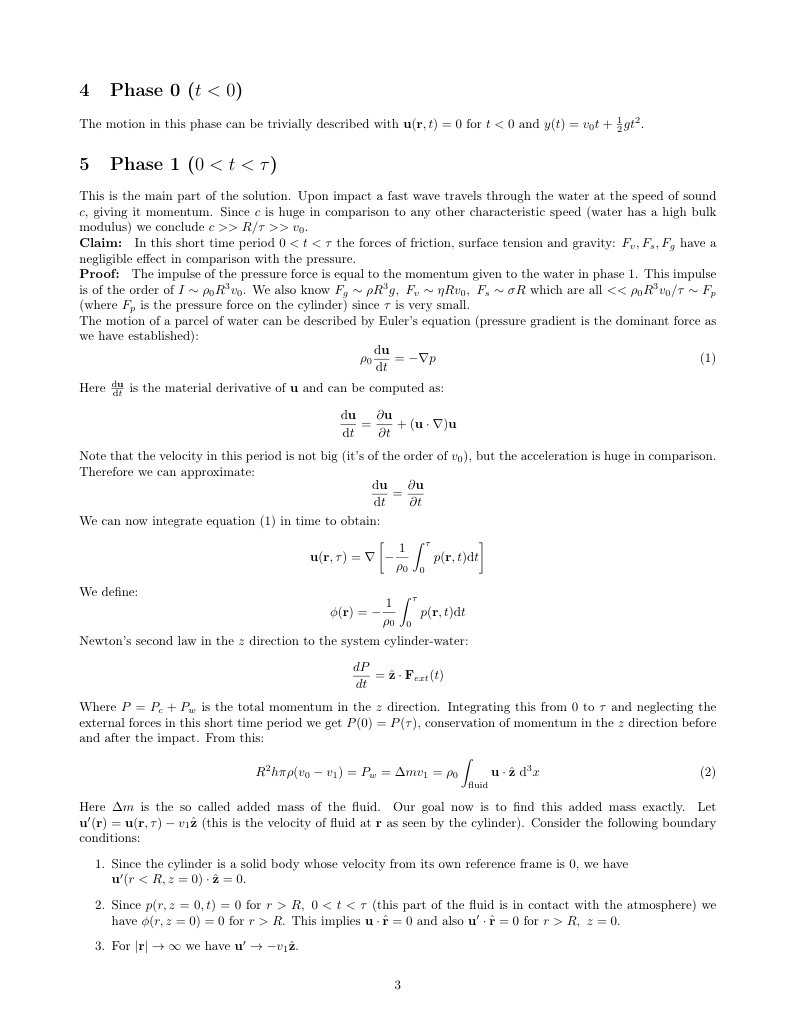 4 Phase 0 (t < 0)
The motion in this phase can be trivially described with u(r, t) = 0 for t < 0 and y(t) = v₀t + ½gt².
5 Phase 1 (0 < t < τ)
This is the main part of the solution. Upon impact a fast wave travels through the water at the speed of sound
c, giving it momentum. Since c is huge in comparison to any other characteristic speed (water has a high bulk
modulus) we conclude c >> R/τ >> v₀.
Claim: In this short time period 0 < t < τ the forces of friction, surface tension and gravity: Fᵥ, Fₛ, F_g have a
negligible effect in comparison with the pressure.
Proof: The impulse of the pressure force is equal to the momentum given to the water in phase 1. This impulse
is of the order of I ∼ ρ₀R³v₀. We also know F_g ∼ ρR³g, Fᵥ ∼ ηRv₀, Fₛ ∼ σR which are all << ρ₀R³v₀/τ ∼ Fₚ
(where Fₚ is the pressure force on the cylinder) since τ is very small.
The motion of a parcel of water can be described by Euler's equation (pressure gradient is the dominant force as
we have established):
ρ₀ du/dt = −∇p (1)
Here du/dt is the material derivative of u and can be computed as:
du/dt = ∂u/∂t + (u · ∇)u
Note that the velocity in this period is not big (it's of the order of v₀), but the acceleration is huge in comparison.
Therefore we can approximate:
du/dt = ∂u/∂t
We can now integrate equation (1) in time to obtain:
u(r, τ) = ∇ [−1/ρ₀ ∫₀^τ p(r, t)dt]
We define:
ϕ(r) = −1/ρ₀ ∫₀^τ p(r, t)dt
Newton's second law in the z direction to the system cylinder-water:
dP/dt = ẑ · F_ext(t)
Where P = P_c + P_w is the total momentum in the z direction. Integrating this from 0 to τ and neglecting the
external forces in this short time period we get P(0) = P(τ), conservation of momentum in the z direction before
and after the impact. From this:
R²hπρ(v₀ − v₁) = P_w = Δmv₁ = ρ₀ ∫_fluid u · ẑ d³x (2)
Here Δm is the so called added mass of the fluid. Our goal now is to find this added mass exactly. Let
u′(r) = u(r, τ) − v₁ẑ (this is the velocity of fluid at r as seen by the cylinder). Consider the following boundary
conditions:
1. Since the cylinder is a solid body whose velocity from its own reference frame is 0, we have
u′(r < R, z = 0) · ẑ = 0.
2. Since p(r, z = 0, t) = 0 for r > R, 0 < t < τ (this part of the fluid is in contact with the atmosphere) we
have ϕ(r, z = 0) = 0 for r > R. This implies u · r̂ = 0 and also u′ · r̂ = 0 for r > R, z = 0.
3. For |r| → ∞ we have u′ → −v₁ẑ.
3